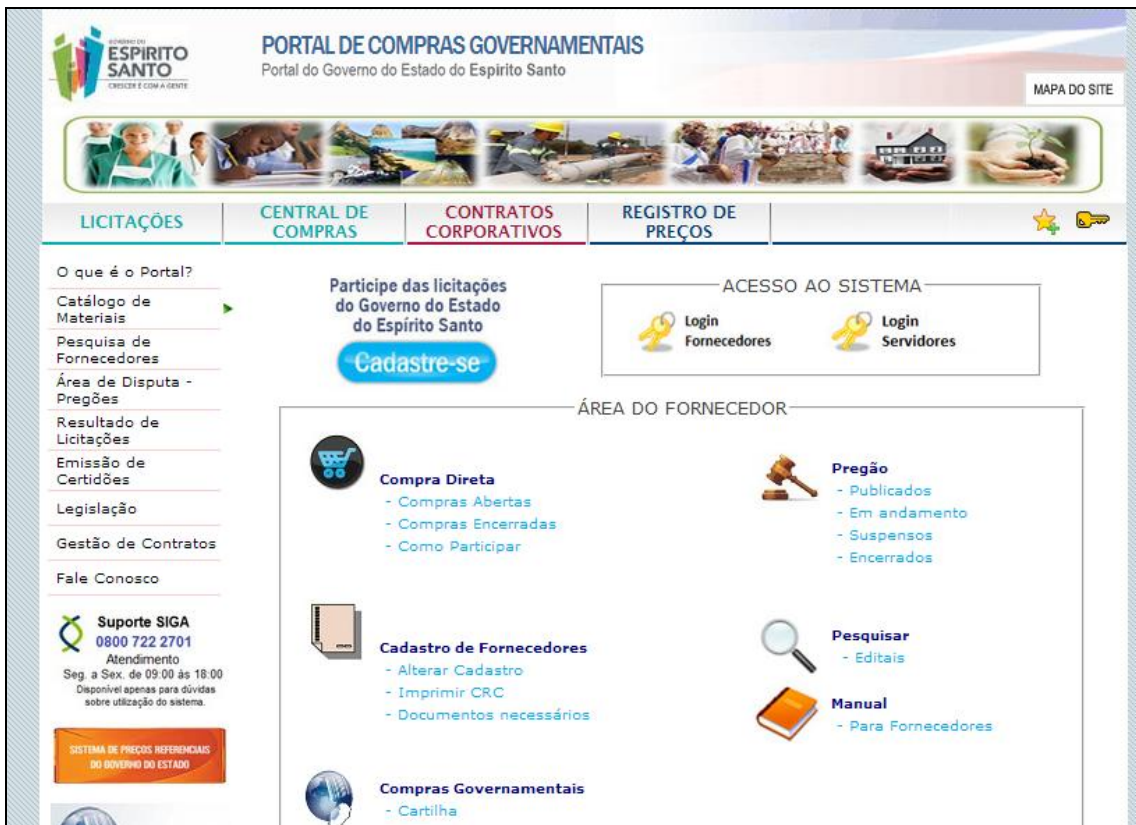 GOVERNO DO
ESPIRITO
SANTO
CRESCER É COM A GENTE
PORTAL DE COMPRAS GOVERNAMENTAIS
Portal do Governo do Estado do Espirito Santo
MAPA DO SITE
LICITAÇÕES
CENTRAL DE
COMPRAS
CONTRATOS
CORPORATIVOS
REGISTRO DE
PREÇOS
O que é o Portal?
Catálogo de
Materiais
Pesquisa de
Fornecedores
Área de Disputa -
Pregões
Resultado de
Licitações
Emissão de
Certidões
Legislação
Gestão de Contratos
Fale Conosco
Suporte SIGA
0800 722 2701
Atendimento
Seg. a Sex. de 09:00 ás 18:00
Disponível apenas para dúvidas
sobre utilização do sistema.
SISTEMA DE PREÇOS REFERENCIAIS
DO GOVERNO DO ESTADO
Participe das licitações
do Governo do Estado
do Espírito Santo
Cadastre-se
ACESSO AO SISTEMA
Login
Fornecedores
Login
Servidores
ÁREA DO FORNECEDOR
Compra Direta
- Compras Abertas
- Compras Encerradas
- Como Participar
Pregão
- Publicados
- Em andamento
- Suspensos
- Encerrados
Cadastro de Fornecedores
- Alterar Cadastro
- Imprimir CRC
- Documentos necessários
Pesquisar
- Editais
Manual
- Para Fornecedores
Compras Governamentais
- Cartilha